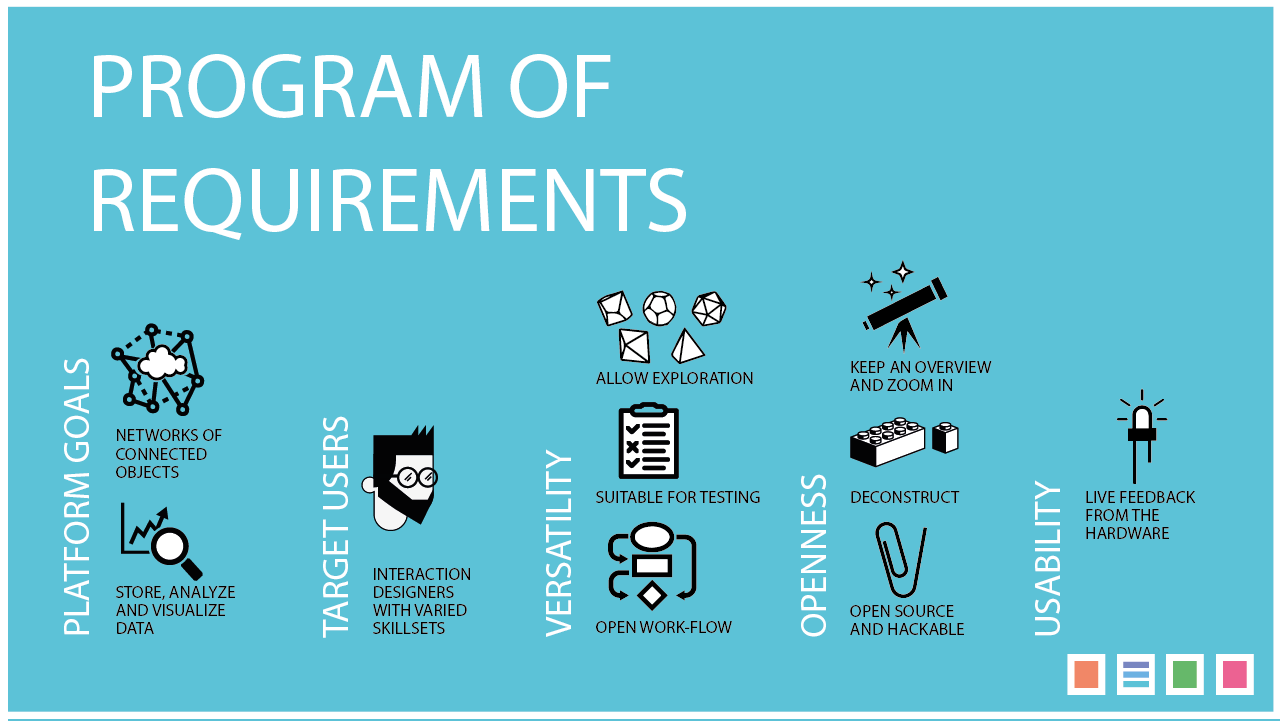 PROGRAM OF
REQUIREMENTS
PLATFORM GOALS
NETWORKS OF
CONNECTED
OBJECTS
STORE, ANALYZE
AND VISUALIZE
DATA
TARGET USERS
INTERACTION
DESIGNERS
WITH VARIED
SKILLSETS
VERSATILITY
ALLOW EXPLORATION
SUITABLE FOR TESTING
OPEN WORK-FLOW
OPENNESS
KEEP AN OVERVIEW
AND ZOOM IN
DECONSTRUCT
OPEN SOURCE
AND HACKABLE
USABILITY
LIVE FEEDBACK
FROM THE
HARDWARE